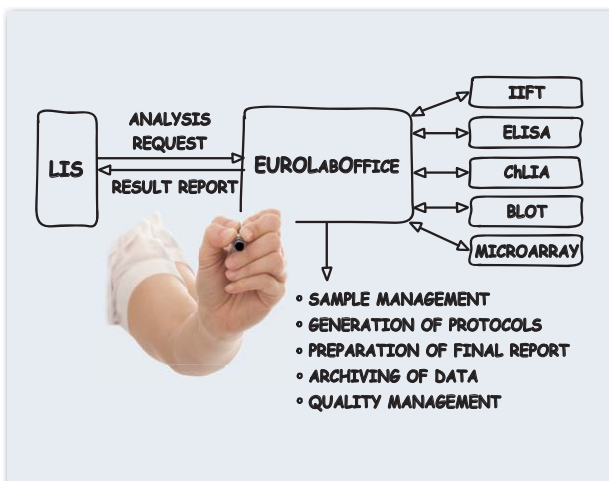 LIS
ANALYSIS
REQUEST
RESULT REPORT
EUROLABOFFICE
IIFT
ELISA
ChLIA
BLOT
MICROARRAY
• SAMPLE MANAGEMENT
• GENERATION OF PROTOCOLS
• PREPARATION OF FINAL REPORT
• ARCHIVING OF DATA
• QUALITY MANAGEMENT